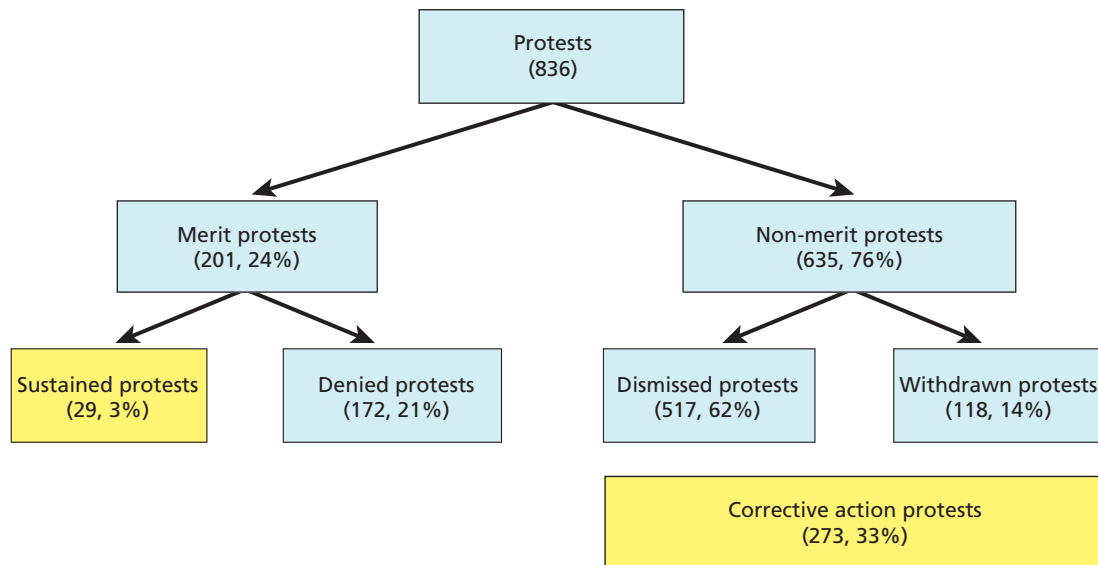 Protests
(836)
Merit protests
(201, 24%)
Non-merit protests
(635, 76%)
Sustained protests
(29, 3%)
Denied protests
(172, 21%)
Dismissed protests
(517, 62%)
Withdrawn protests
(118, 14%)
Corrective action protests
(273, 33%)